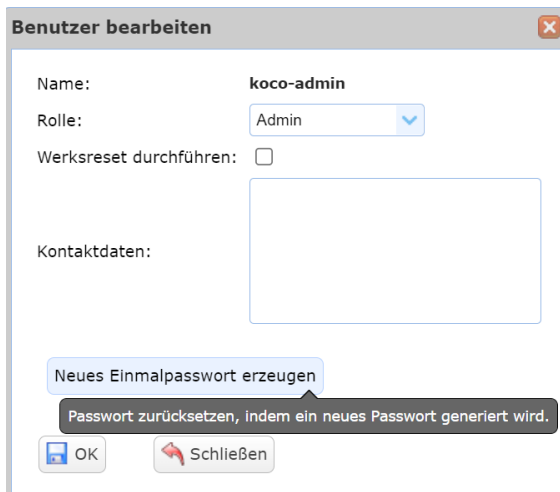 Benutzer bearbeiten
Name: koco-admin
Rolle: Admin
Werksreset durchführen:
Kontaktdaten:
Neues Einmalpasswort erzeugen
Passwort zurücksetzen, indem ein neues Passwort generiert wird.
OK Schließen